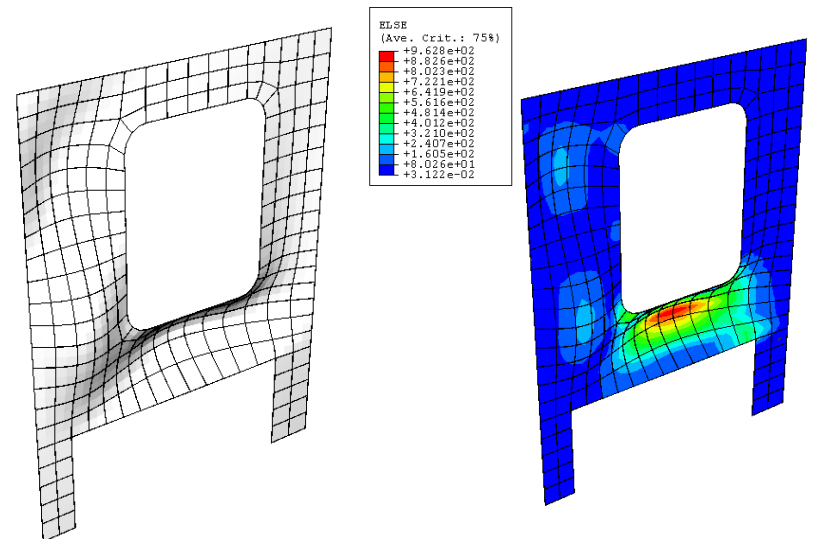 ELSE
(Ave. Crit.: 75%)
+9.628e+02
+8.826e+02
+8.023e+02
+7.221e+02
+6.419e+02
+5.616e+02
+4.814e+02
+4.012e+02
+3.210e+02
+2.407e+02
+1.605e+02
+8.026e+01
+3.122e-02